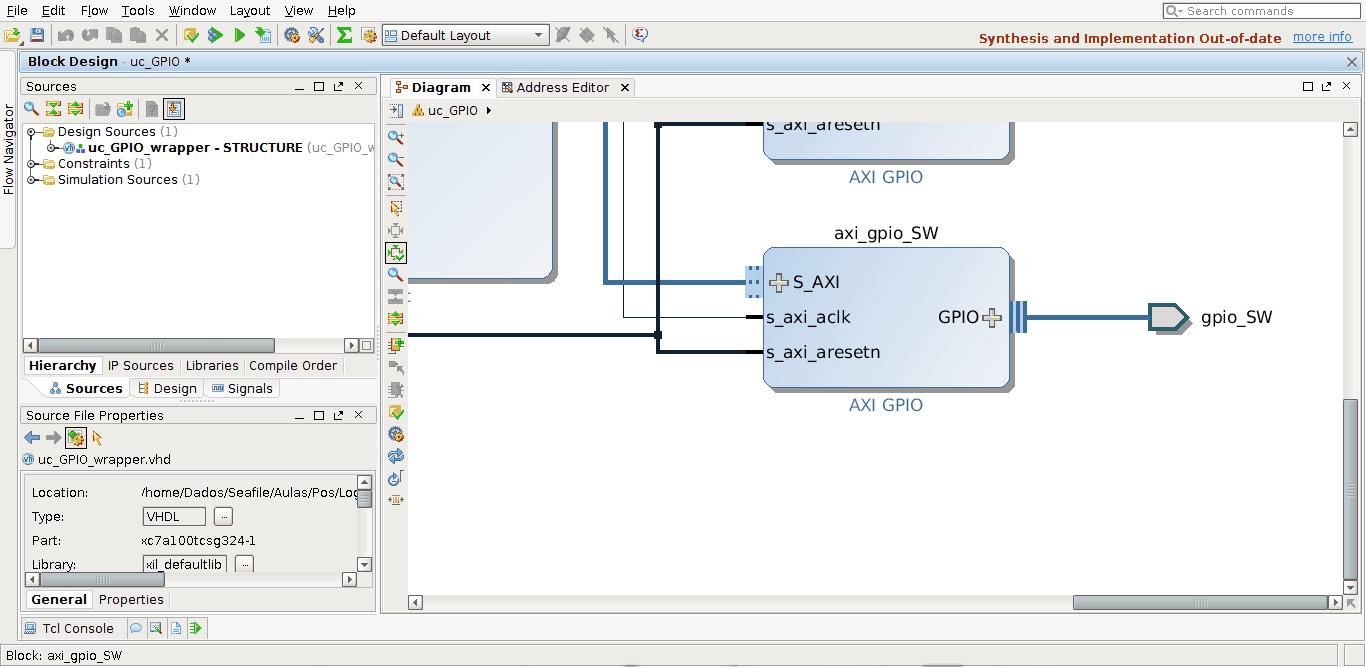 File Edit Flow Tools Window Layout View Help
Search commands
Default Layout
Synthesis and Implementation Out-of-date more info
Flow Navigator
Block Design - uc_GPIO *
Sources
Design Sources (1)
uc_GPIO_wrapper - STRUCTURE (uc_GPIO_w
Constraints (1)
Simulation Sources (1)
Hierarchy IP Sources Libraries Compile Order
Sources Design Signals
Source File Properties
uc_GPIO_wrapper.vhd
Location: /home/Dados/Seafile/Aulas/Pos/Log
Type: VHDL
Part: xc7a100tcsg324-1
Library: xil_defaultlib
General Properties
Tcl Console
Block: axi_gpio_SW
Diagram Address Editor
uc_GPIO
s_axi_aresetn
AXI GPIO
axi_gpio_SW
S_AXI
s_axi_aclk
GPIO
s_axi_aresetn
gpio_SW
AXI GPIO